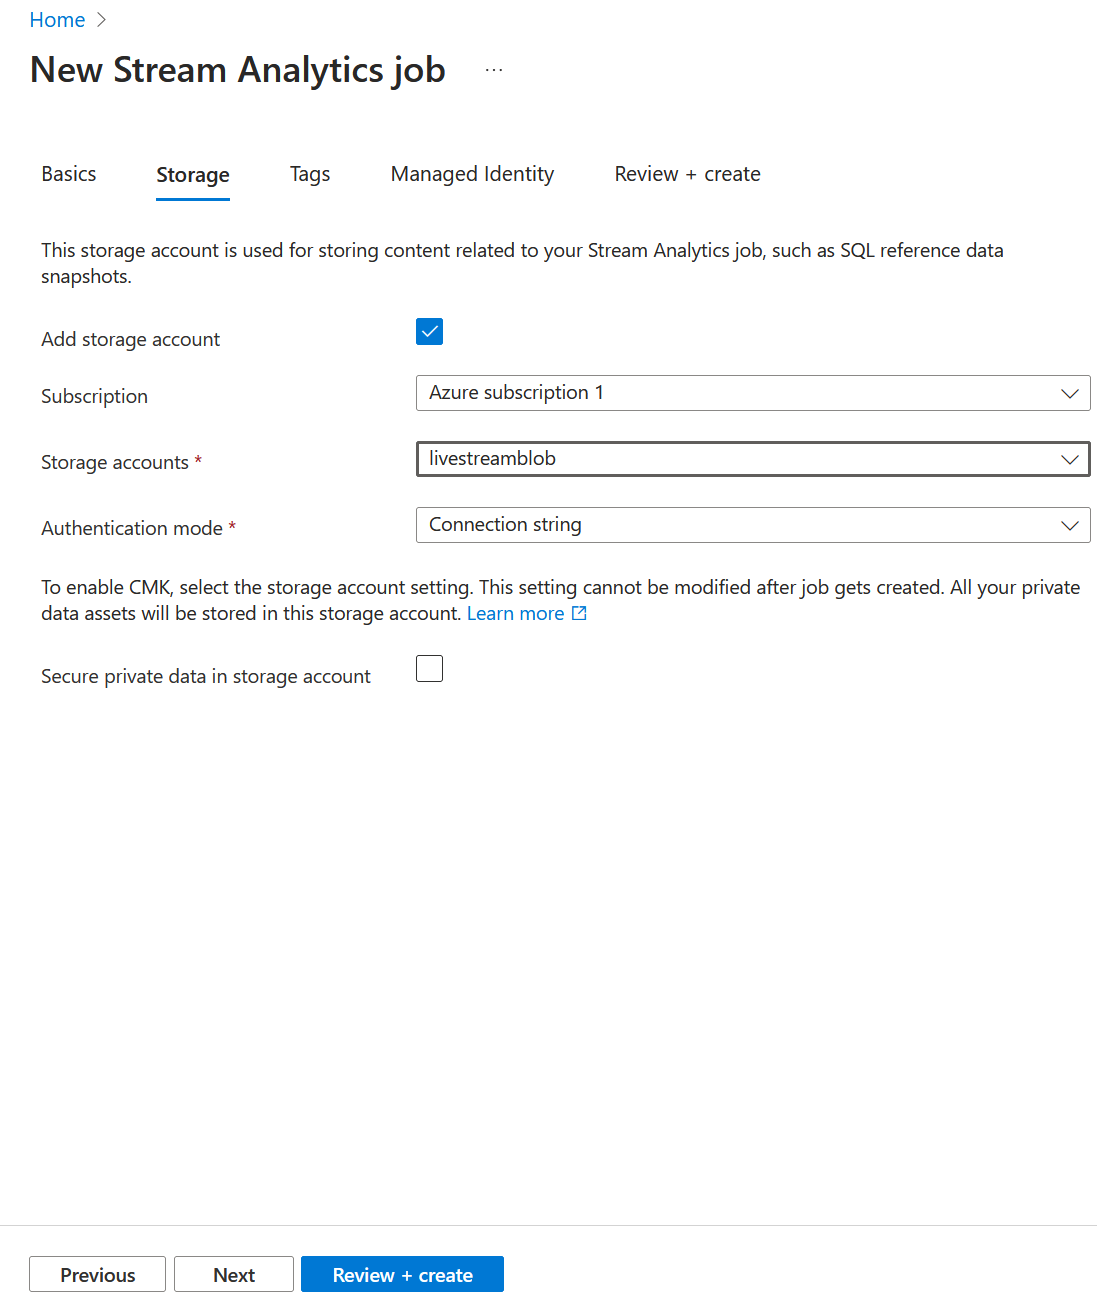 Home
New Stream Analytics job ...
Basics Storage Tags Managed Identity Review + create
This storage account is used for storing content related to your Stream Analytics job, such as SQL reference data
snapshots.
Add storage account
Subscription Azure subscription 1
Storage accounts * livestreamblob
Authentication mode * Connection string
To enable CMK, select the storage account setting. This setting cannot be modified after job gets created. All your private
data assets will be stored in this storage account. Learn more
Secure private data in storage account
Previous Next Review + create